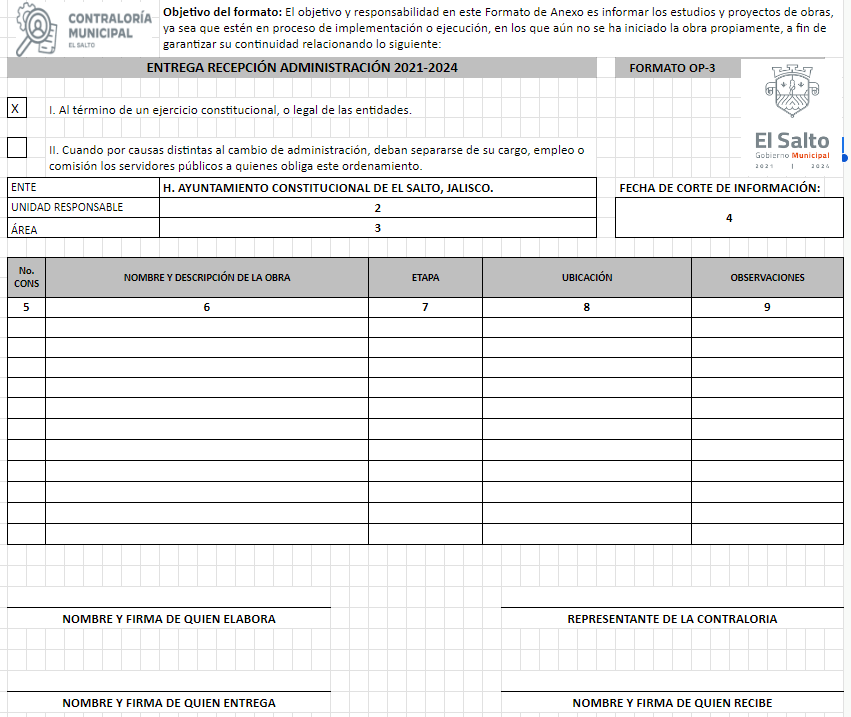 CONTRALORÍA
MUNICIPAL
EL SALTO
Objetivo del formato: El objetivo y responsabilidad en este Formato de Anexo es informar los estudios y proyectos de obras,
ya sea que estén en proceso de implementación o ejecución, en los que aún no se ha iniciado la obra propiamente, a fin de
garantizar su continuidad relacionando lo siguiente:
ENTREGA RECEPCIÓN ADMINISTRACIÓN 2021-2024
FORMATO OP-3
X I. Al término de un ejercicio constitucional, o legal de las entidades.
II. Cuando por causas distintas al cambio de administración, deban separarse de su cargo, empleo o
comisión los servidores públicos a quienes obliga este ordenamiento.
El Salto
Gobierno Municipal
2021 | 2024
ENTE H. AYUNTAMIENTO CONSTITUCIONAL DE EL SALTO, JALISCO.
UNIDAD RESPONSABLE 2
ÁREA 3
FECHA DE CORTE DE INFORMACIÓN:
4
No. CONS NOMBRE Y DESCRIPCIÓN DE LA OBRA ETAPA UBICACIÓN OBSERVACIONES
5 6 7 8 9
NOMBRE Y FIRMA DE QUIEN ELABORA REPRESENTANTE DE LA CONTRALORIA
NOMBRE Y FIRMA DE QUIEN ENTREGA NOMBRE Y FIRMA DE QUIEN RECIBE